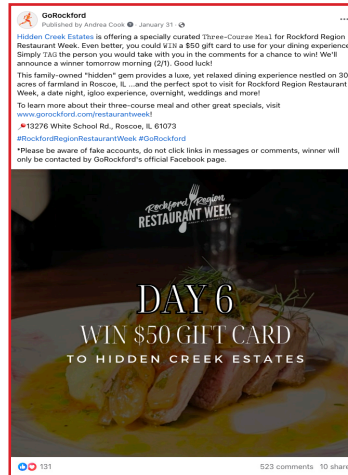 GoRockford
Published by Andrea Cook · January 31 ·
Hidden Creek Estates is offering a specially curated Three-Course Meal for Rockford Region
Restaurant Week. Even better, you could WIN a $50 gift card to use for your dining experience
Simply TAG the person you would take with you in the comments for a chance to win! We'll
announce a winner tomorrow morning (2/1). Good luck!
This family-owned "hidden" gem provides a luxe, yet relaxed dining experience nestled on 30
acres of farmland in Roscoe, IL ...and the perfect spot to visit for Rockford Region Restaurant
Week, a date night, igloo experience, overnight, weddings and more!
To learn more about their three-course meal and other great specials, visit
www.gorockford.com/restaurantweek!
📍13276 White School Rd., Roscoe, IL 61073
#RockfordRegionRestaurantWeek #GoRockford
*Please be aware of fake accounts, do not click links in messages or comments, winner will
only be contacted by GoRockford's official Facebook page.
Rockford Region
RESTAURANT WEEK
DAY 6
WIN $50 GIFT CARD
TO HIDDEN CREEK ESTATES
131
523 comments 10 share